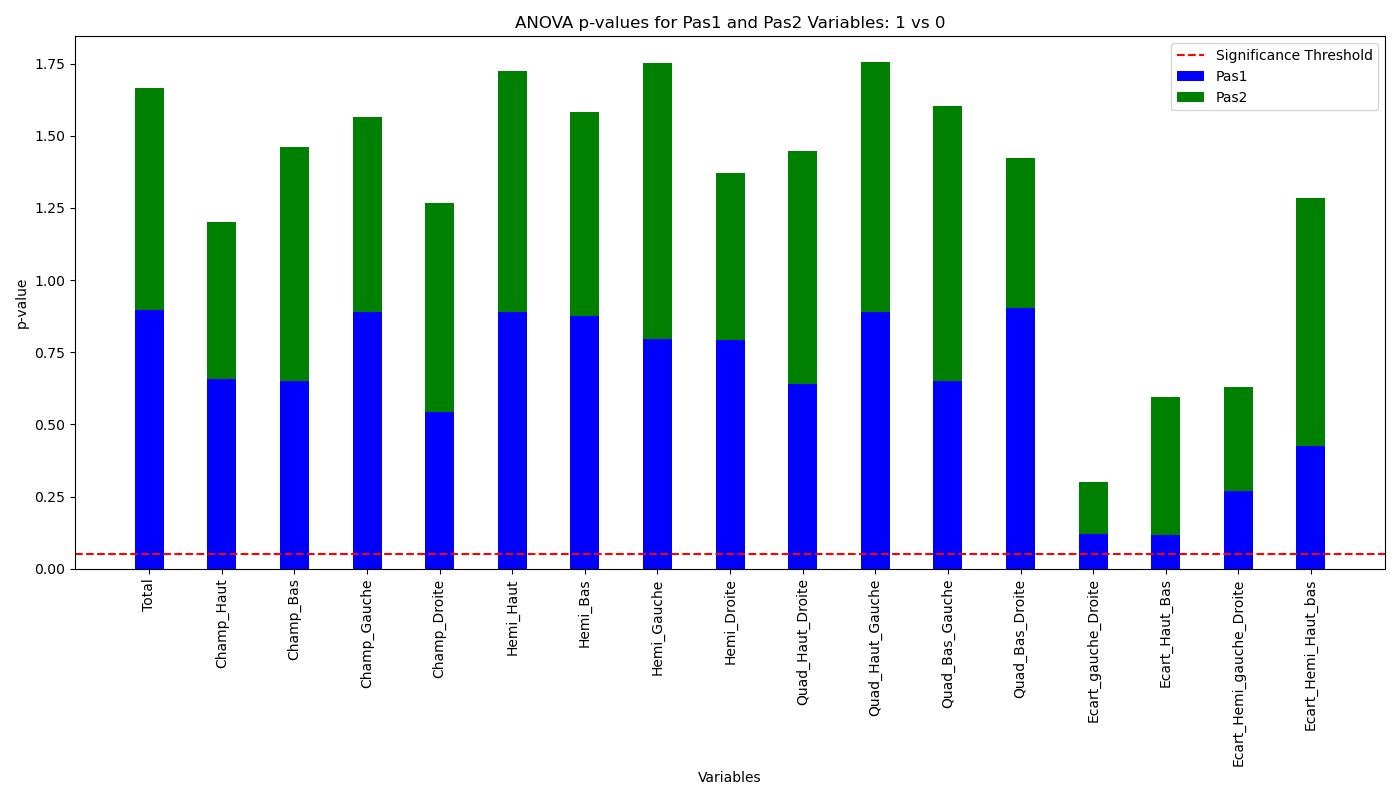 ANOVA p-values for Pas1 and Pas2 Variables: 1 vs 0
Significance Threshold
Pas1
Pas2
p-value
1.75
1.50
1.25
1.00
0.75
0.50
0.25
0.00
Total
Champ_Haut
Champ_Bas
Champ_Gauche
Champ_Droite
Hemi_Haut
Hemi_Bas
Hemi_Gauche
Hemi_Droite
Quad_Haut_Droite
Quad_Haut_Gauche
Quad_Bas_Gauche
Quad_Bas_Droite
Ecart_gauche_Droite
Ecart_Haut_Bas
Ecart_Hemi_gauche_Droite
Ecart_Hemi_Haut_bas
Variables